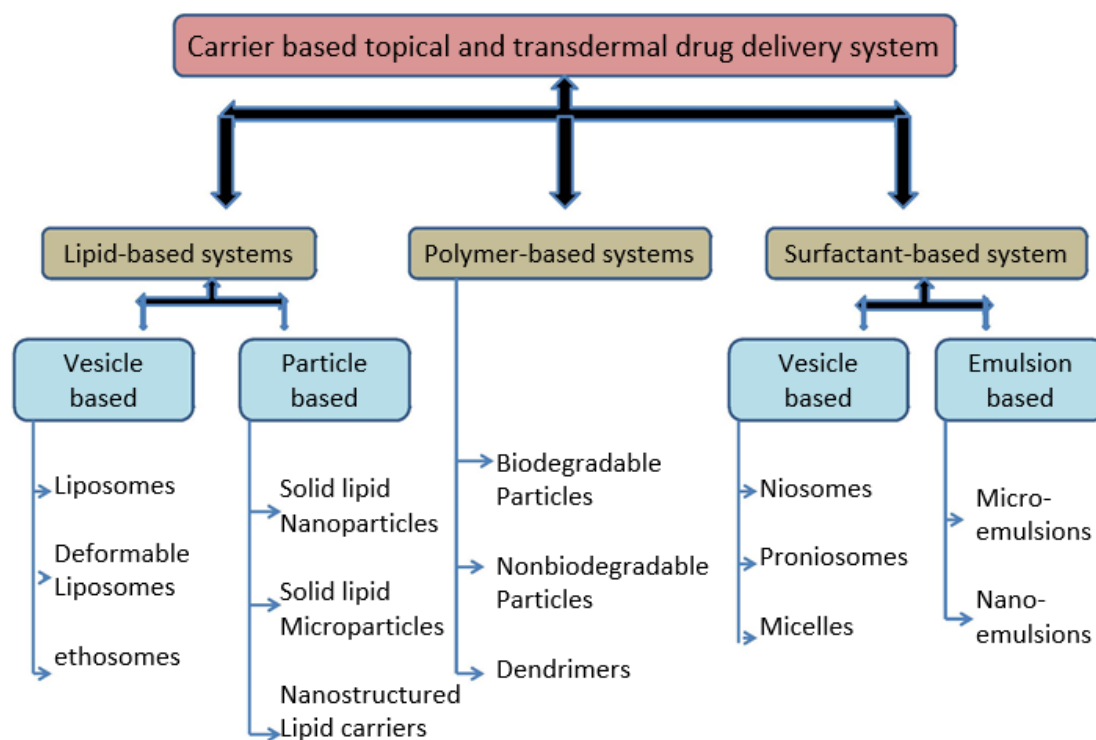 Carrier based topical and transdermal drug delivery system
Lipid-based systems
Polymer-based systems
Surfactant-based system
Vesicle
based
Particle
based
Vesicle
based
Emulsion
based
Liposomes
Deformable
Liposomes
ethosomes
Solid lipid
Nanoparticles
Solid lipid
Microparticles
Nanostructured
Lipid carriers
Biodegradable
Particles
Nonbiodegradable
Particles
Dendrimers
Niosomes
Proniosomes
Micelles
Micro-
emulsions
Nano-
emulsions